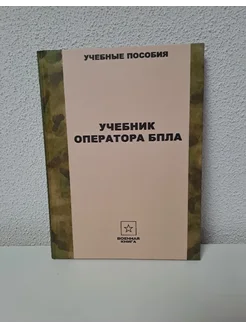 УЧЕБНЫЕ ПОСОБИЯ
УЧЕБНИК
ОПЕРАТОРА БПЛА
ВОЕННАЯ
КНИГА